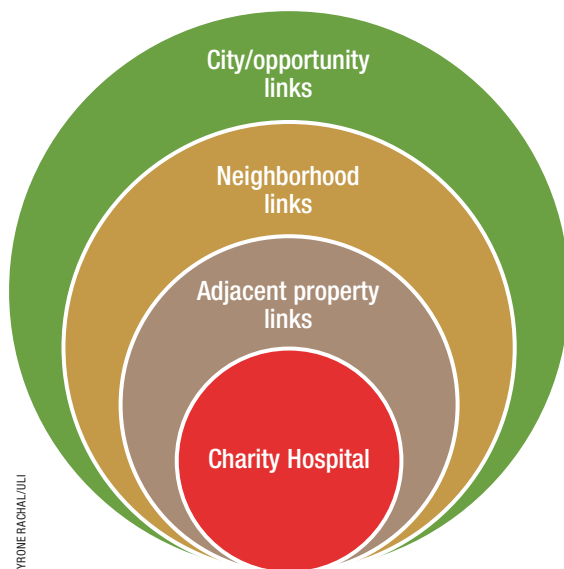 City/opportunity
links
Neighborhood
links
Adjacent property
links
Charity Hospital
YRONE RACHAL/ULI